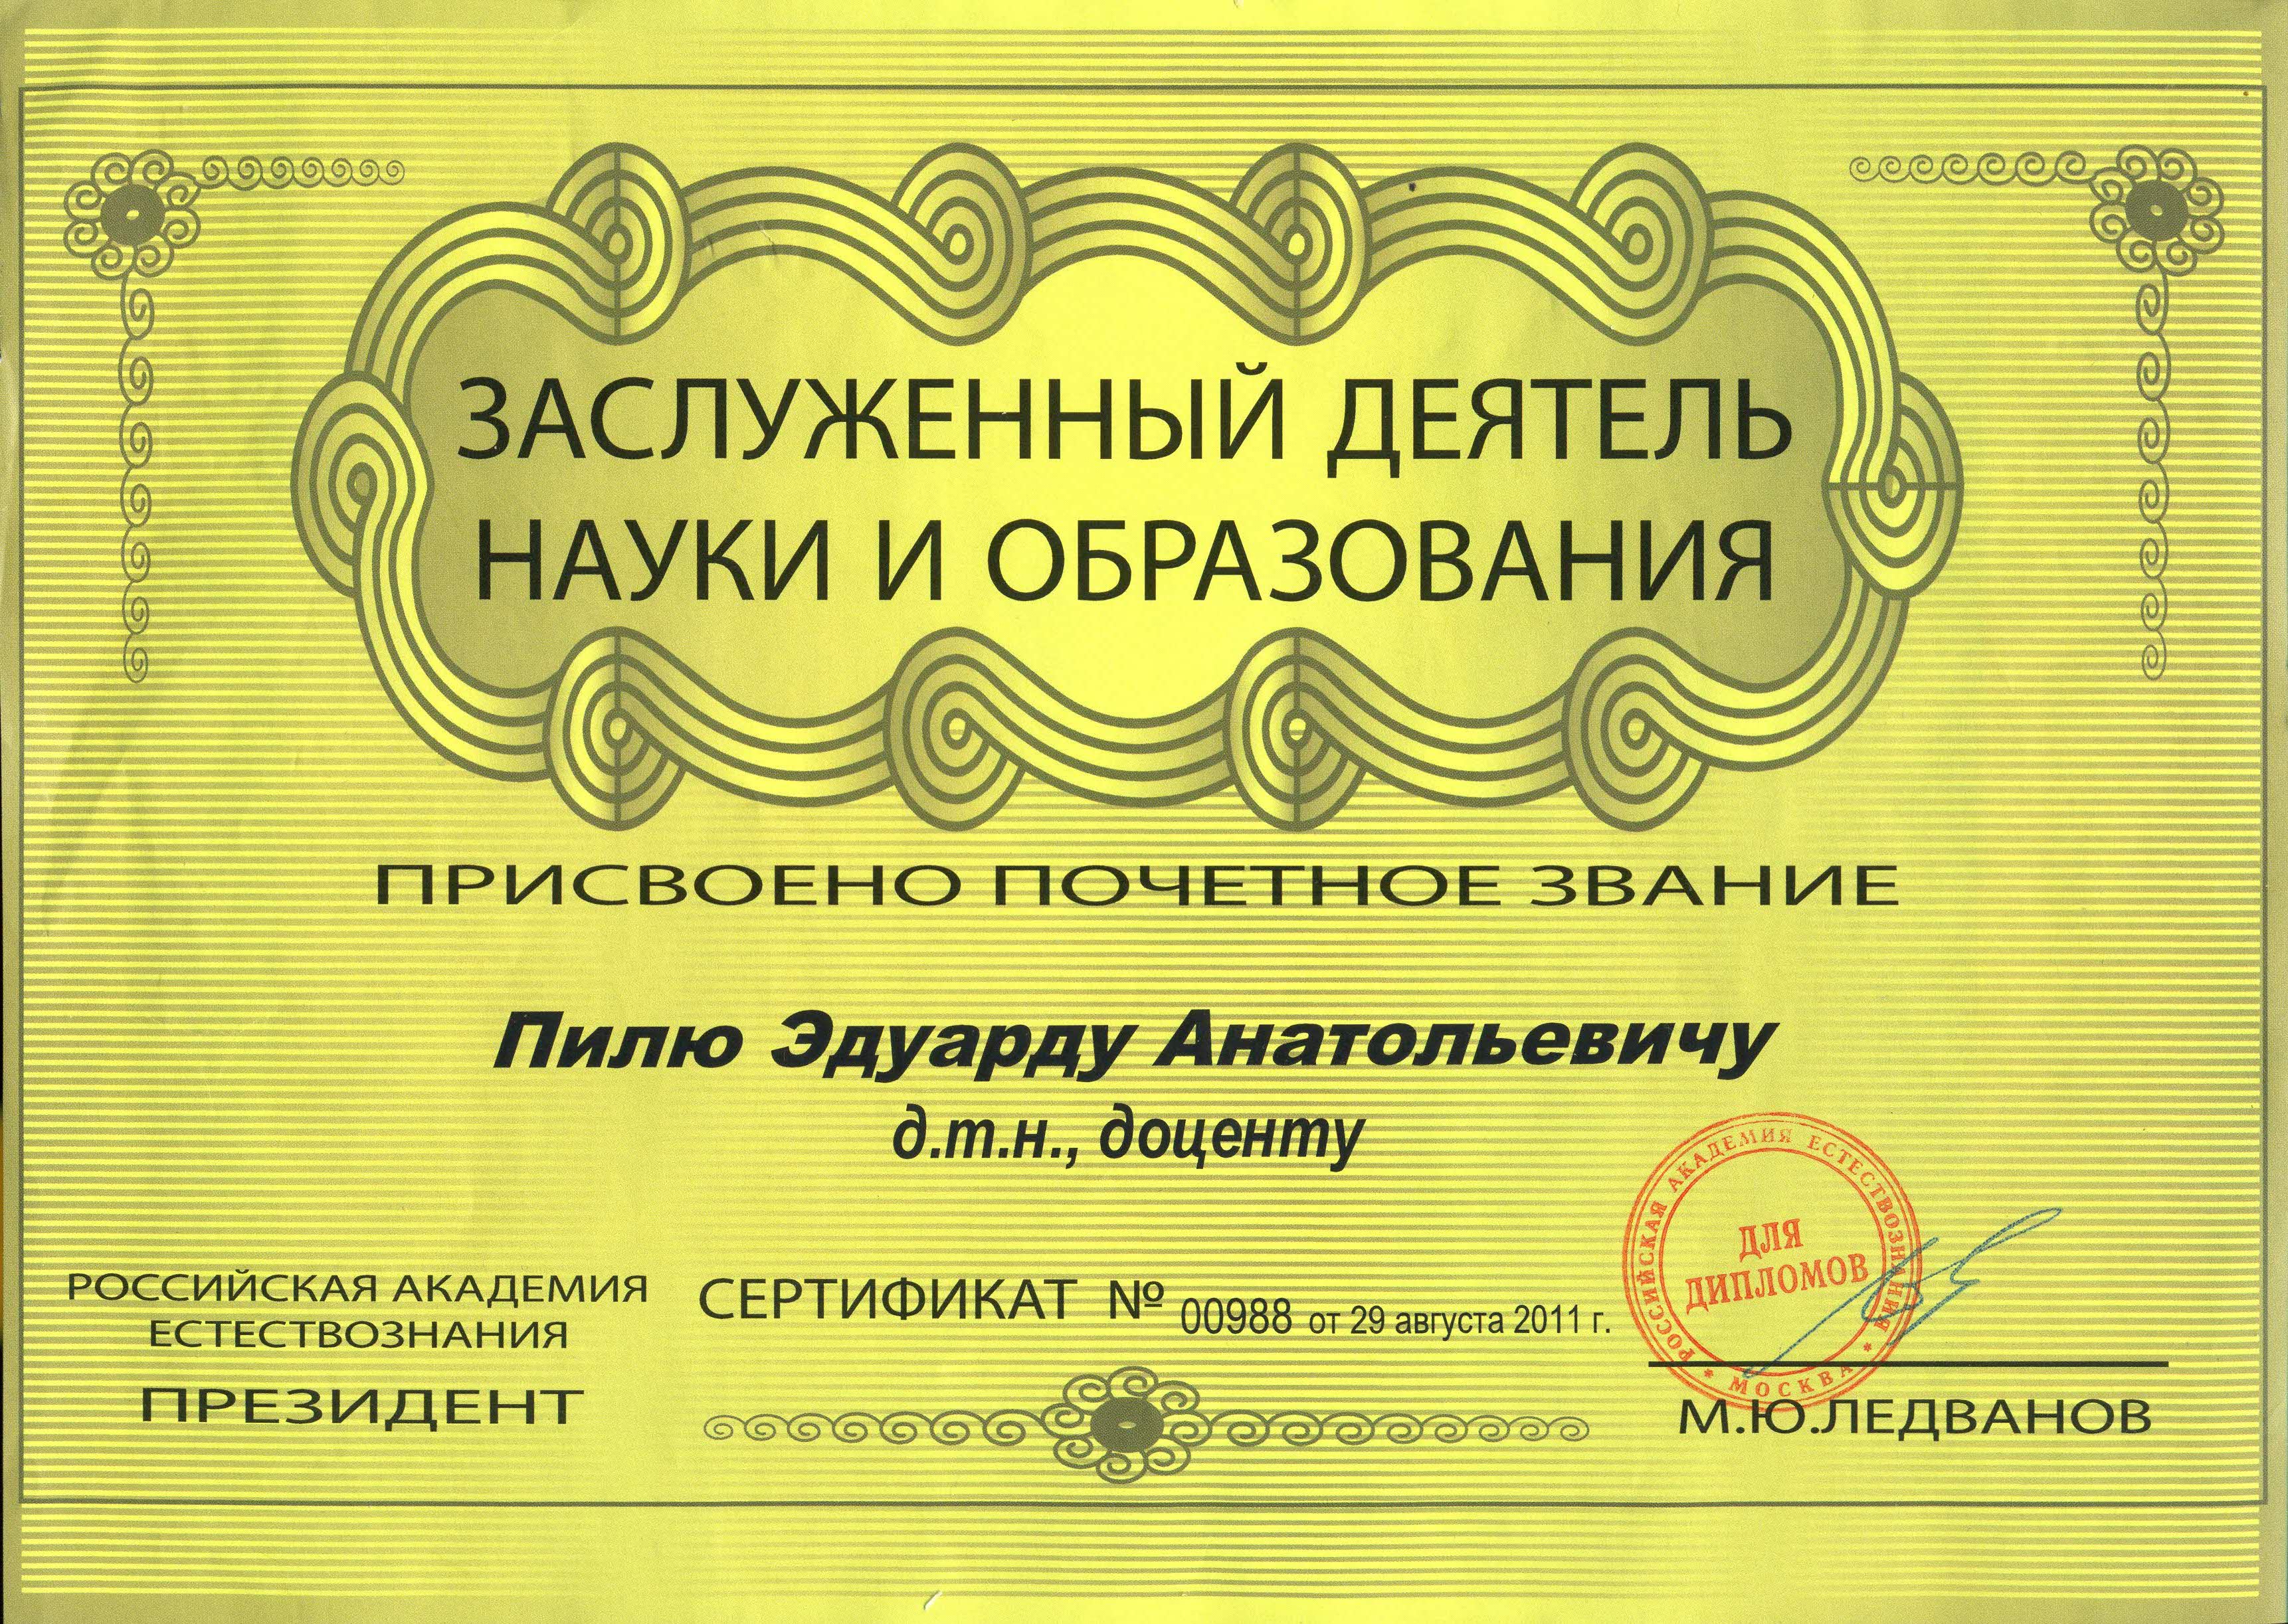 ЗАСЛУЖЕННЫЙ ДЕЯТЕЛЬ
НАУКИ И ОБРАЗОВАНИЯ
ПРИСВОЕНО ПОЧЕТНОЕ ЗВАНИЕ
Пилю Эдуарду Анатольевичу
д.т.н., доценту
РОССИЙСКАЯ АКАДЕМИЯ
ЕСТЕСТВОЗНАНИЯ
ПРЕЗИДЕНТ
СЕРТИФИКАТ № 00988 от 29 августа 2011 г.
РОССИЙСКАЯ АКАДЕМИЯ ЕСТЕСТВОЗНАНИЯ
* МОСКВА *
ДЛЯ
ДИПЛОМОВ
М.Ю.ЛЕДВАНОВ